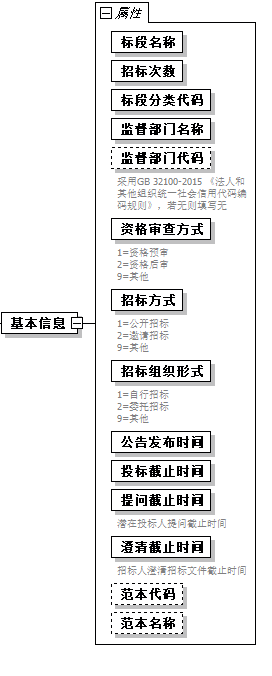 属性
标段名称
招标次数
标段分类代码
监督部门名称
监督部门代码
采用GB 32100-2015 《法人和
其他组织统一社会信用代码编
码规则》，若无则填写无
资格审查方式
1=资格预审
2=资格后审
9=其他
招标方式
1=公开招标
2=邀请招标
9=其他
基本信息
招标组织形式
1=自行招标
2=委托招标
9=其他
公告发布时间
投标截止时间
提问截止时间
潜在投标人提问截止时间
澄清截止时间
招标人澄清招标文件截止时间
范本代码
范本名称